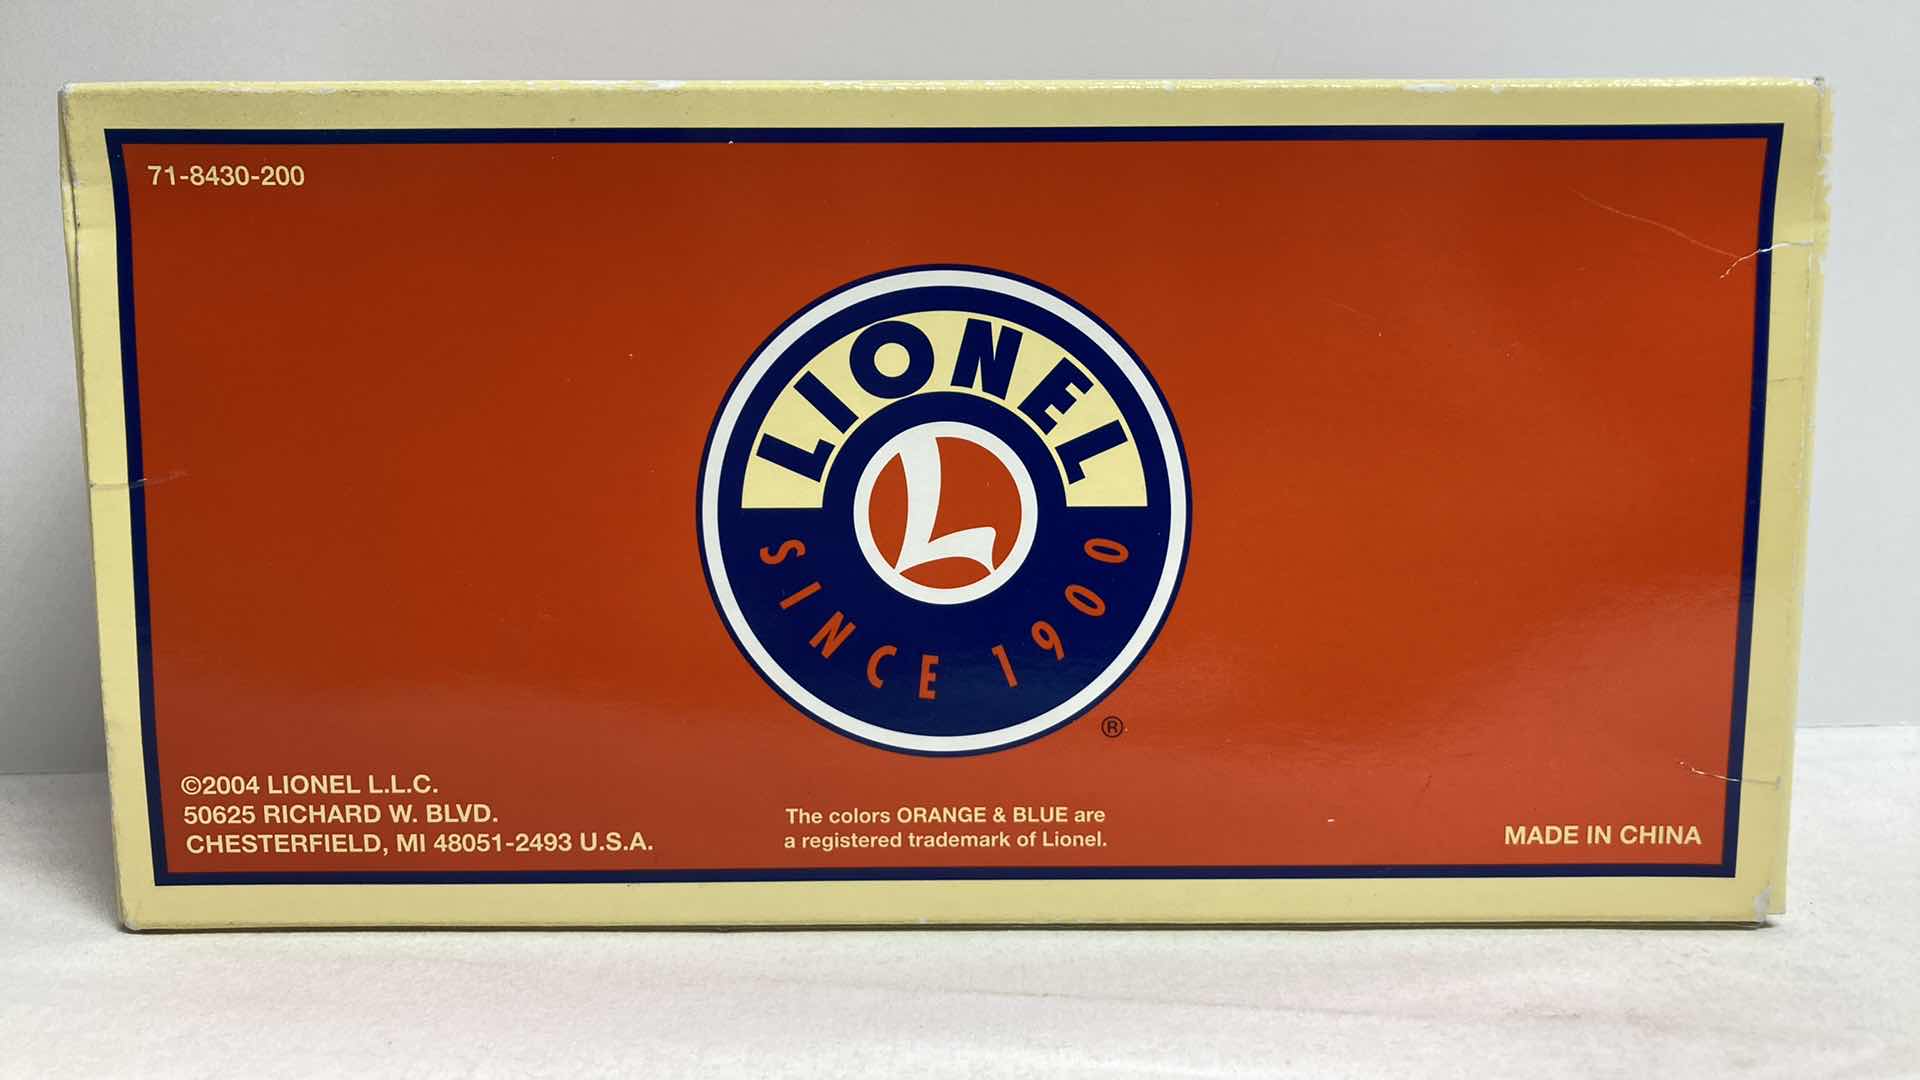 71-8430-200
LIONEL
L
SINCE 1900
®
©2004 LIONEL L.L.C.
50625 RICHARD W. BLVD.
CHESTERFIELD, MI 48051-2493 U.S.A.
The colors ORANGE & BLUE are
a registered trademark of Lionel.
MADE IN CHINA